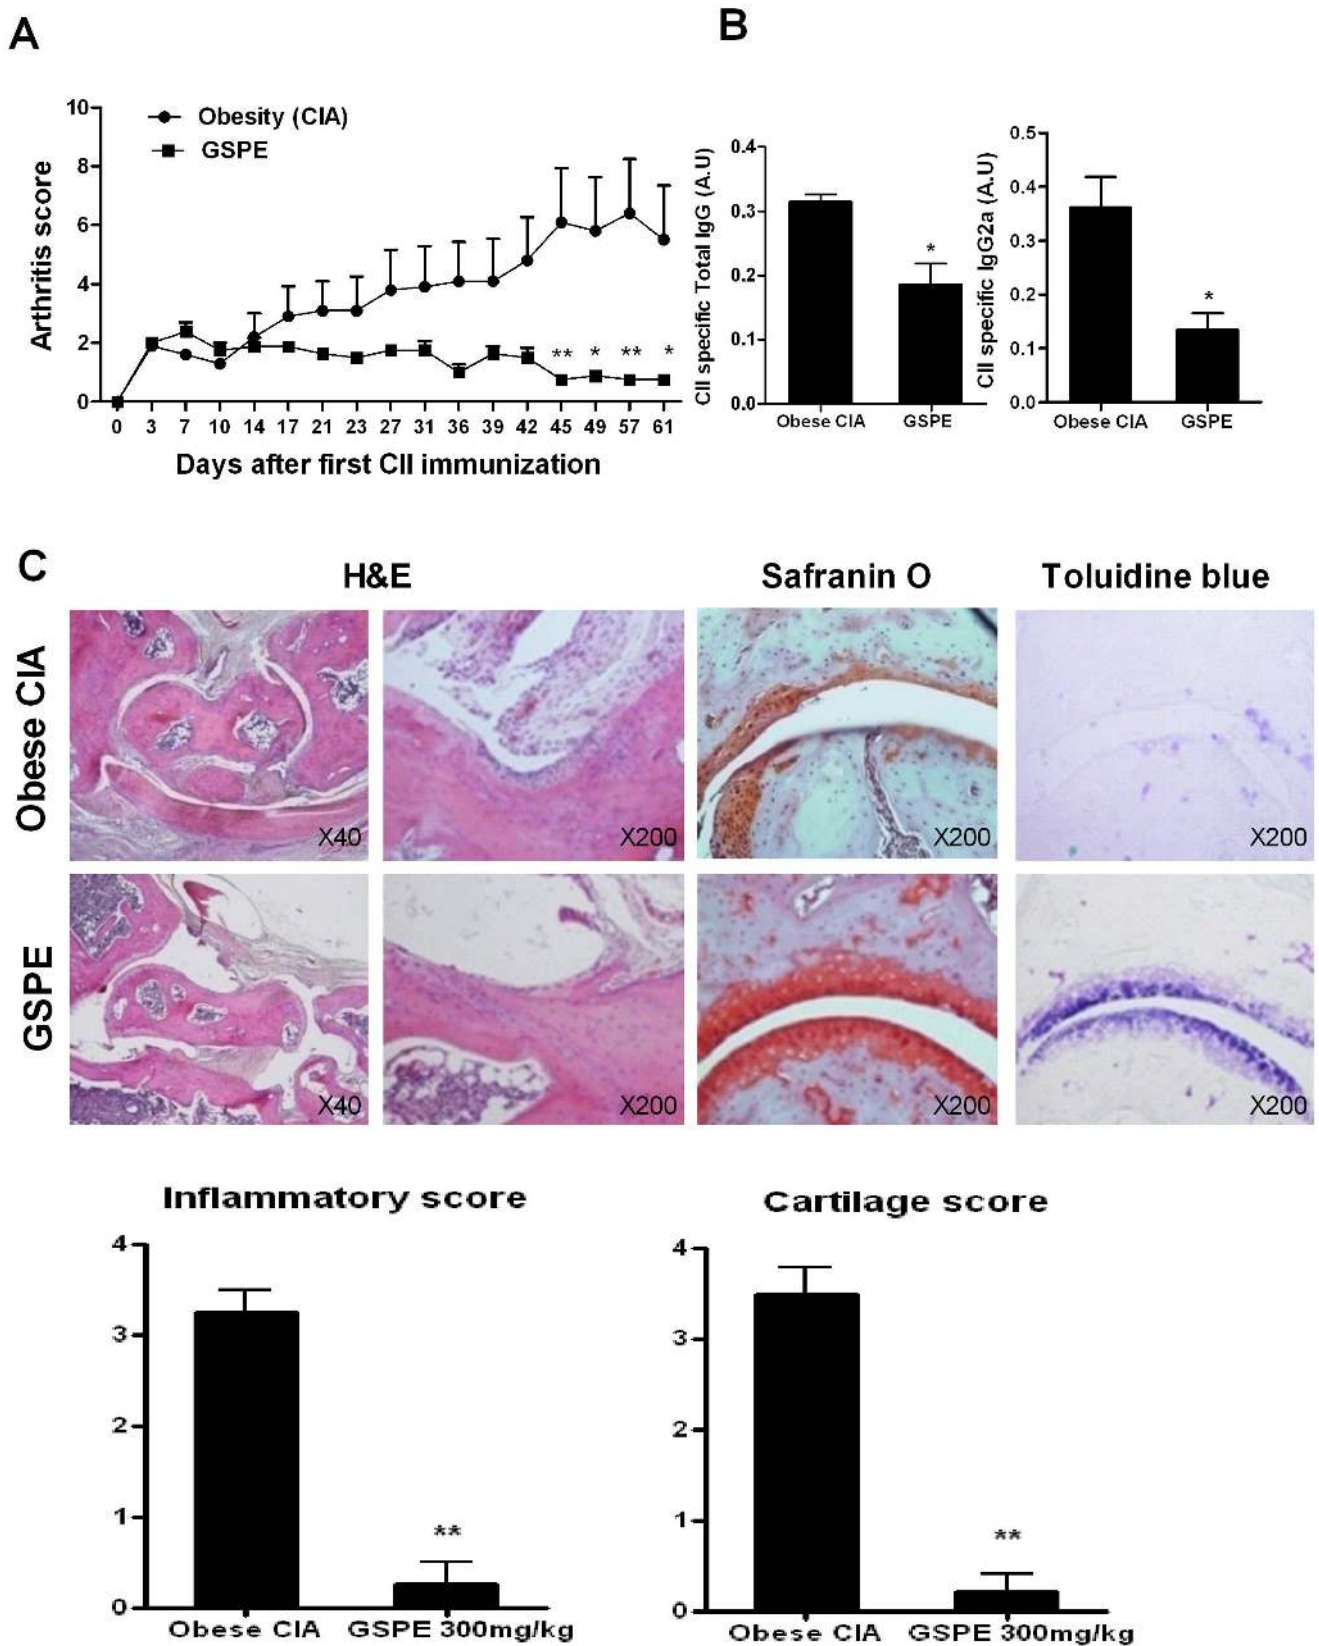 A
B
10
8
6
4
2
0
Arthritis score
Obesity (CIA)
GSPE
** * ** *
0 3 7 10 14 17 21 23 27 31 36 39 42 45 49 57 61
Days after first CII immunization
CII specific Total IgG (A.U)
0.4
0.3
0.2
0.1
0.0
*
Obese CIA GSPE
CII specific IgG2a (A.U)
0.5
0.4
0.3
0.2
0.1
0.0
*
Obese CIA GSPE
C
H&E Safranin O Toluidine blue
Obese CIA
X40 X200 X200 X200
GSPE
X40 X200 X200 X200
Inflammatory score
4
3
2
1
0
**
Obese CIA GSPE 300mg/kg
Cartilage score
4
3
2
1
0
**
Obese CIA GSPE 300mg/kg